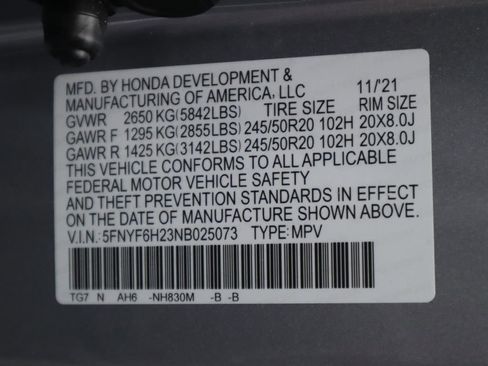 MFD. BY HONDA DEVELOPMENT & 11/'21
MANUFACTURING OF AMERICA, LLC
GVWR 2650 KG(5842LBS) TIRE SIZE RIM SIZE
GAWR F 1295 KG(2855LBS) 245/50R20 102H 20X8.0J
GAWR R 1425 KG(3142LBS) 245/50R20 102H 20X8.0J
THIS VEHICLE CONFORMS TO ALL APPLICABLE
FEDERAL MOTOR VEHICLE SAFETY
AND THEFT PREVENTION STANDARDS IN EFFECT
ON THE DATE OF MANUFACTURE SHOWN ABOVE.
V.I.N.: 5FNYF6H23NB025073 TYPE: MPV
TG7 N AH6 -NH830M -B -B